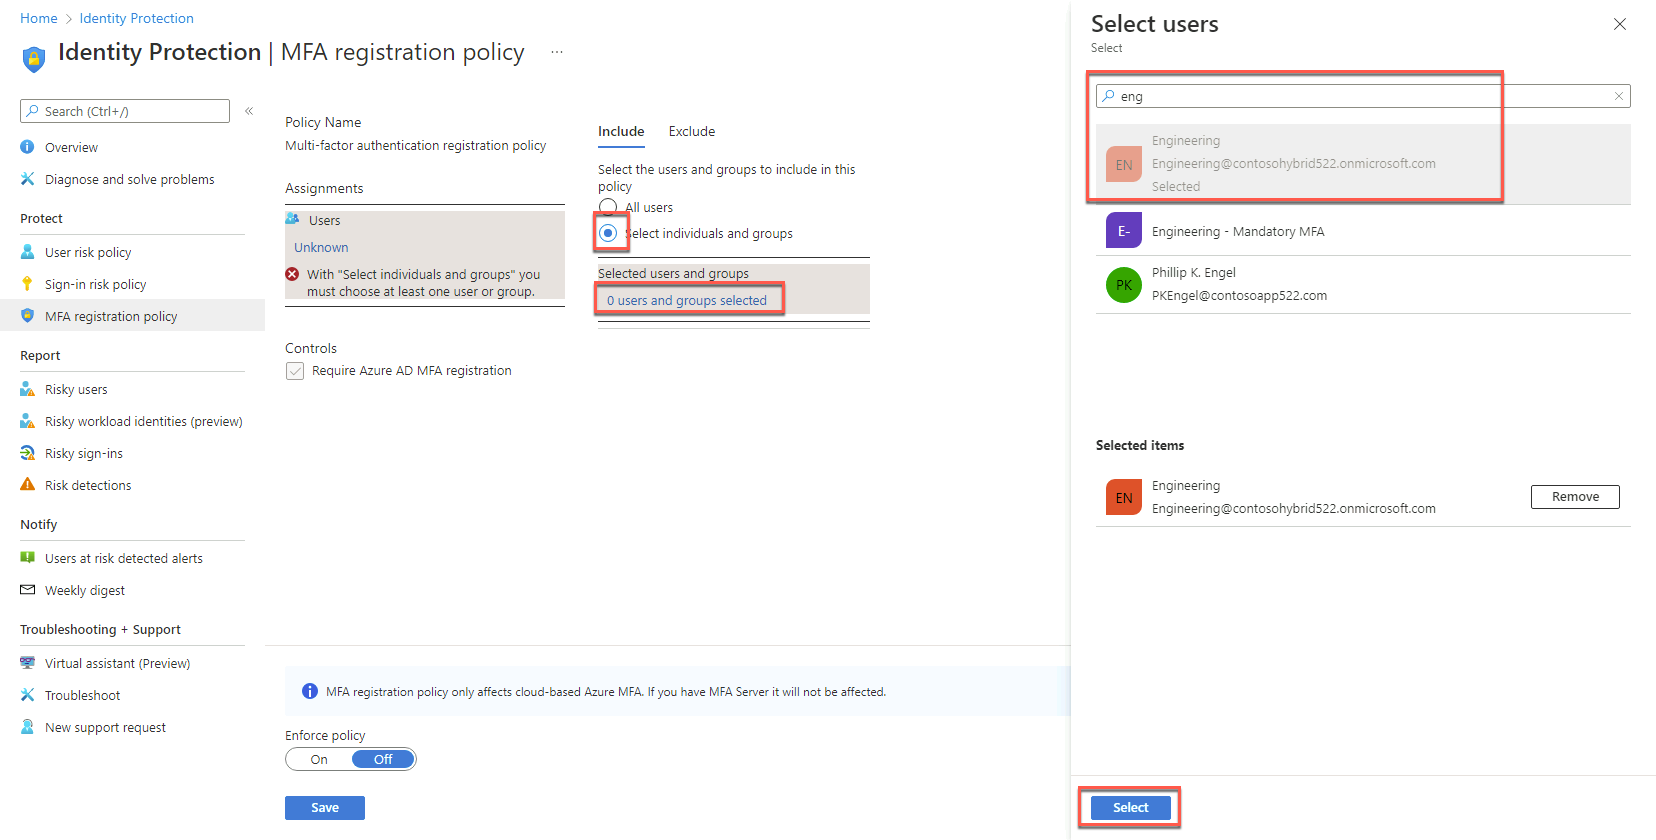 Home > Identity Protection
Identity Protection | MFA registration policy ...
Search (Ctrl+/)
«
Overview
Diagnose and solve problems
Protect
User risk policy
Sign-in risk policy
MFA registration policy
Report
Risky users
Risky workload identities (preview)
Risky sign-ins
Risk detections
Notify
Users at risk detected alerts
Weekly digest
Troubleshooting + Support
Virtual assistant (Preview)
Troubleshoot
New support request
Policy Name
Multi-factor authentication registration policy
Assignments
Users
Unknown
With "Select individuals and groups" you
must choose at least one user or group.
Controls
Require Azure AD MFA registration
Include Exclude
Select the users and groups to include in this
policy
All users
Select individuals and groups
Selected users and groups
0 users and groups selected
MFA registration policy only affects cloud-based Azure MFA. If you have MFA Server it will not be affected.
Enforce policy
On Off
Save
Select users
Select
eng
EN
Engineering
Engineering@contosohybrid522.onmicrosoft.com
Selected
E-
Engineering - Mandatory MFA
PK
Phillip K. Engel
PKEngel@contosoapp522.com
Selected items
EN
Engineering
Engineering@contosohybrid522.onmicrosoft.com
Remove
Select